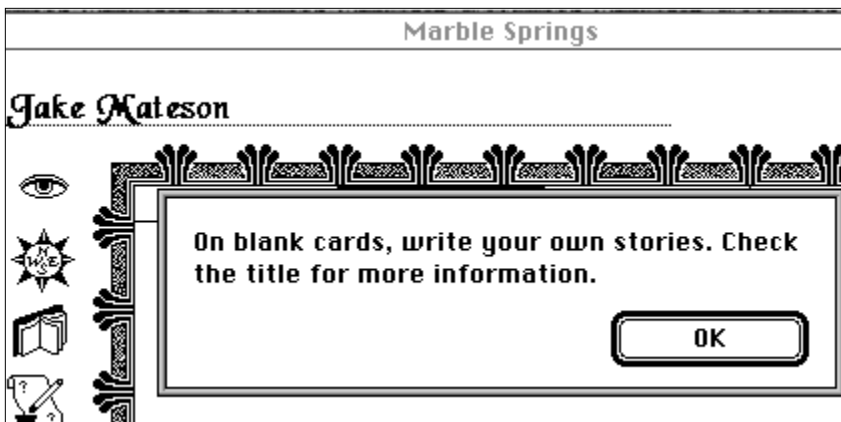 Marble Springs
Jake Mateson
N
W E
S
On blank cards, write your own stories. Check
the title for more information.
OK
?
?